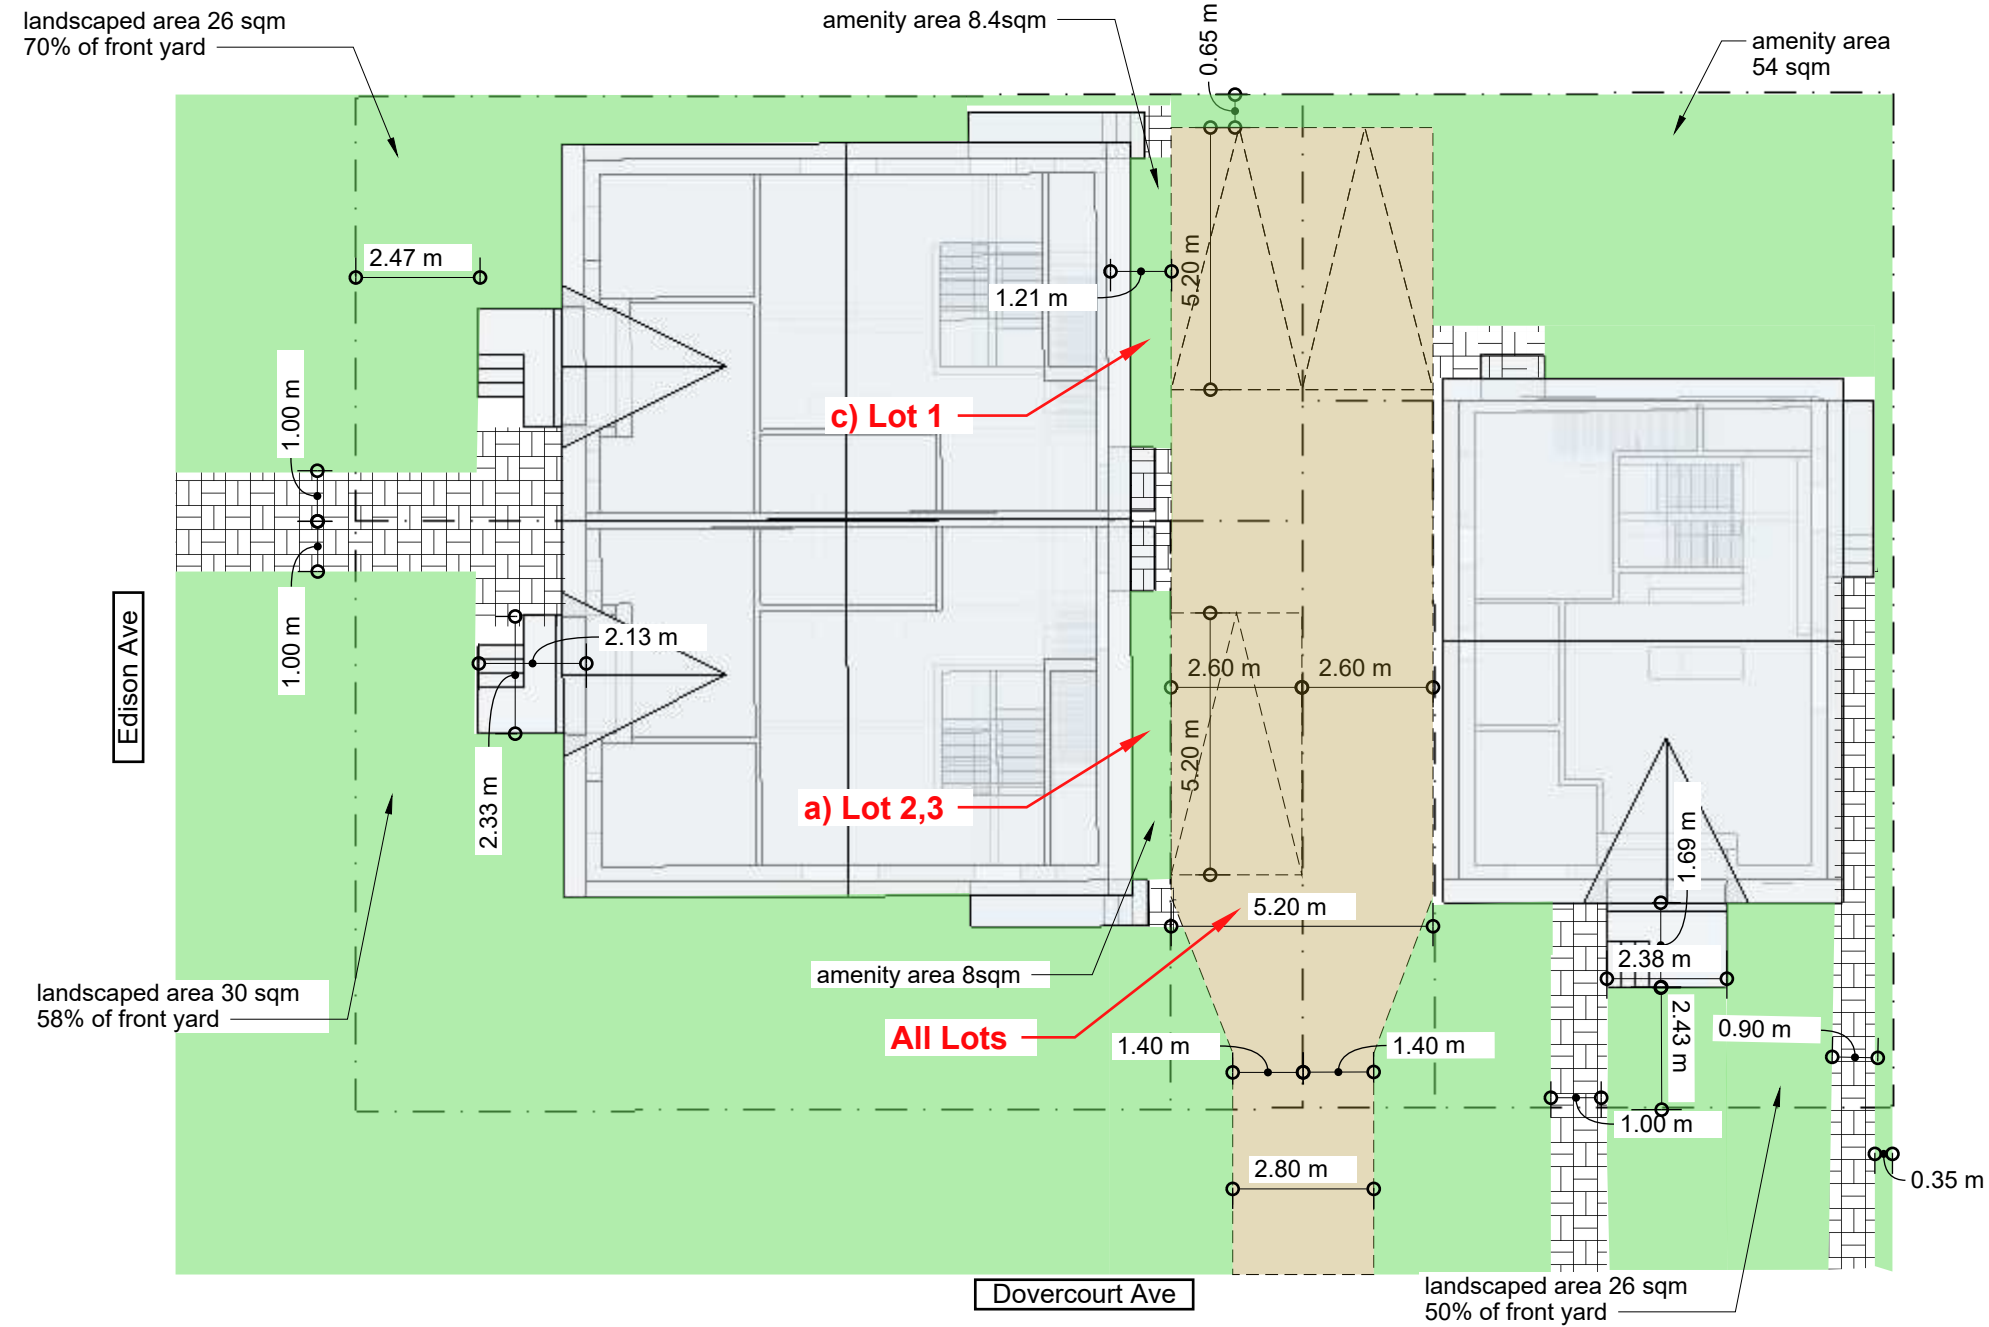 landscaped area 26 sqm
70% of front yard
amenity area 8.4sqm
0.65 m
amenity area
54 sqm
2.47 m
5.20 m
1.21 m
1.00 m
c) Lot 1
1.00 m
2.13 m
2.60 m
2.60 m
Edison Ave
5.20 m
2.33 m
a) Lot 2,3
1.69 m
5.20 m
2.38 m
amenity area 8sqm
landscaped area 30 sqm
58% of front yard
All Lots
1.40 m
1.40 m
2.43 m
0.90 m
1.00 m
2.80 m
0.35 m
Dovercourt Ave
landscaped area 26 sqm
50% of front yard